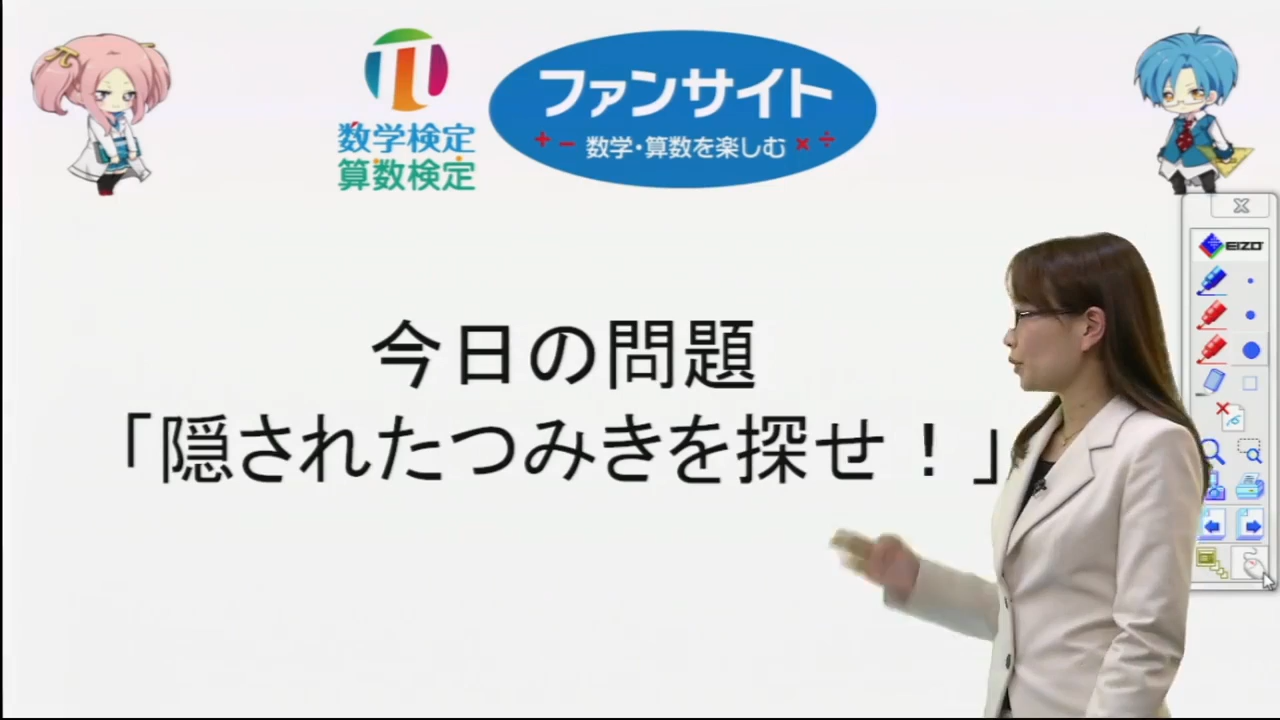 数学検定
算数検定
ファンサイト
+ − 数学・算数を楽しむ × ÷
今日の問題
「隠されたつみきを探せ！」
EIZO